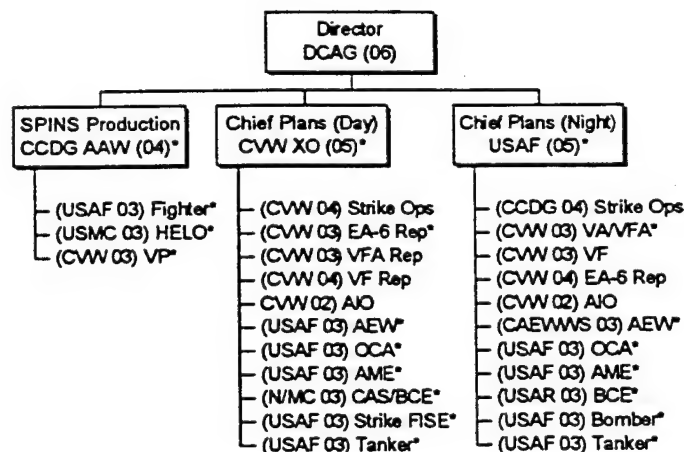 Director
DCAG (06)
SPINS Production
CCDG AAW (04)*
(USAF 03) Fighter*
(USMC 03) HELO*
(CVW 03) VP*
Chief Plans (Day)
CVW XO (05)*
(CVW 04) Strike Ops
(CVW 03) EA-6 Rep*
(CVW 03) VFA Rep
(CVW 04) VF Rep
CVW 02) AIO
(USAF 03) AEW*
(USAF 03) OCA*
(USAF 03) AME*
(N/MC 03) CAS/BCE*
(USAF 03) Strike FISE*
(USAF 03) Tanker*
Chief Plans (Night)
USAF (05)*
(CCDG 04) Strike Ops
(CVW 03) VA/VFA*
(CVW 03) VF
(CVW 04) EA-6 Rep
(CVW 02) AIO
(CAEWWS 03) AEW*
(USAF 03) OCA*
(USAF 03) AME*
(USAR 03) BCE*
(USAF 03) Bomber*
(USAF 03) Tanker*